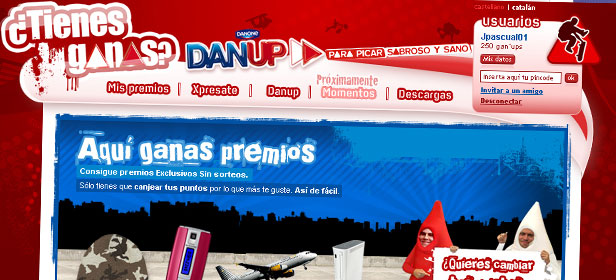 ¿Tienes
ganas?
DANONE
DANUP
PARA PICAR SABROSO Y SANO
castellano | catalán
usuarios
Jpascual01
250 gan´ups
Mis datos
inserta aquí tu pincode
ok
Invitar a un amigo
Desconectar
Mis premios | Xpresate | Danup | Próximamente Momentos | Descargas
Aquí ganas premios
Consigue premios Exclusivos Sin sorteos.
Sólo tienes que canjear tus puntos por lo que más te guste. Así de fácil.
¿Quieres cambiar